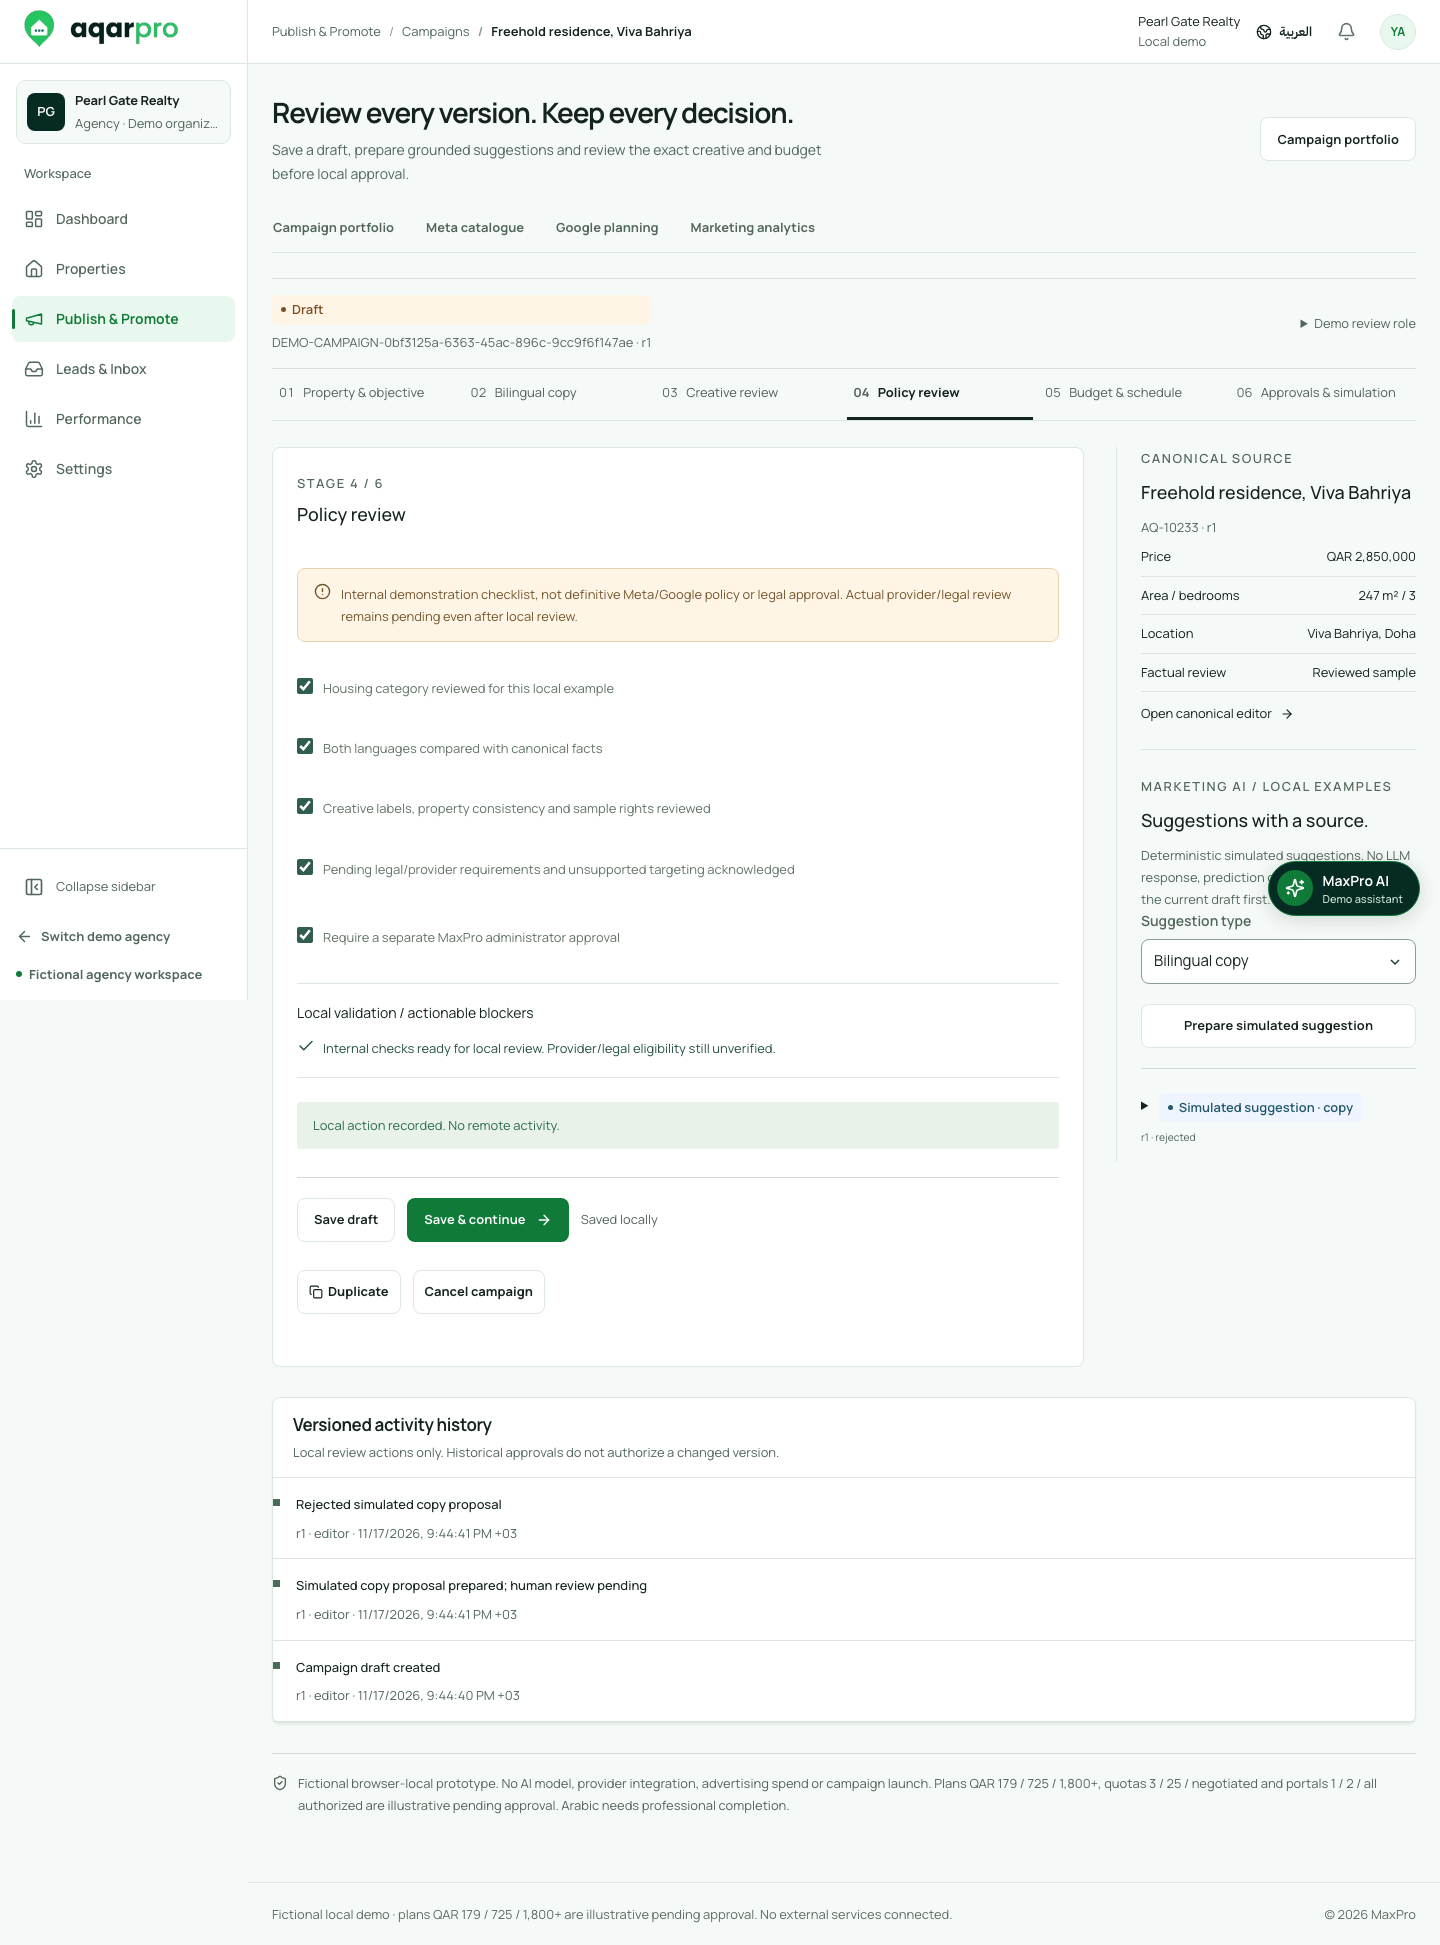 aqarpro
Publish & Promote / Campaigns / Freehold residence, Viva Bahriya
Pearl Gate Realty
Local demo
العربية
YA
PG
Pearl Gate Realty
Agency · Demo organiz...
Workspace
Dashboard
Properties
Publish & Promote
Leads & Inbox
Performance
Settings
Collapse sidebar
Switch demo agency
Fictional agency workspace
Review every version. Keep every decision.
Save a draft, prepare grounded suggestions and review the exact creative and budget
before local approval.
Campaign portfolio
Campaign portfolio
Meta catalogue
Google planning
Marketing analytics
Draft
DEMO-CAMPAIGN-0bf3125a-6363-45ac-896c-9cc9f6f147ae · r1
Demo review role
01 Property & objective
02 Bilingual copy
03 Creative review
04 Policy review
05 Budget & schedule
06 Approvals & simulation
STAGE 4 / 6
Policy review
Internal demonstration checklist, not definitive Meta/Google policy or legal approval. Actual provider/legal review
remains pending even after local review.
Housing category reviewed for this local example
Both languages compared with canonical facts
Creative labels, property consistency and sample rights reviewed
Pending legal/provider requirements and unsupported targeting acknowledged
Require a separate MaxPro administrator approval
Local validation / actionable blockers
Internal checks ready for local review. Provider/legal eligibility still unverified.
Local action recorded. No remote activity.
Save draft
Save & continue
Saved locally
Duplicate
Cancel campaign
CANONICAL SOURCE
Freehold residence, Viva Bahriya
AQ-10233 · r1
Price QAR 2,850,000
Area / bedrooms 247 m² / 3
Location Viva Bahriya, Doha
Factual review Reviewed sample
Open canonical editor
MARKETING AI / LOCAL EXAMPLES
Suggestions with a source.
Deterministic simulated suggestions. No LLM
response, prediction
the current draft first.
MaxPro AI
Demo assistant
Suggestion type
Bilingual copy
Prepare simulated suggestion
Simulated suggestion · copy
r1 · rejected
Versioned activity history
Local review actions only. Historical approvals do not authorize a changed version.
Rejected simulated copy proposal
r1 · editor · 11/17/2026, 9:44:41 PM +03
Simulated copy proposal prepared; human review pending
r1 · editor · 11/17/2026, 9:44:41 PM +03
Campaign draft created
r1 · editor · 11/17/2026, 9:44:40 PM +03
Fictional browser-local prototype. No AI model, provider integration, advertising spend or campaign launch. Plans QAR 179 / 725 / 1,800+, quotas 3 / 25 / negotiated and portals 1 / 2 / all
authorized are illustrative pending approval. Arabic needs professional completion.
Fictional local demo · plans QAR 179 / 725 / 1,800+ are illustrative pending approval. No external services connected.
© 2026 MaxPro